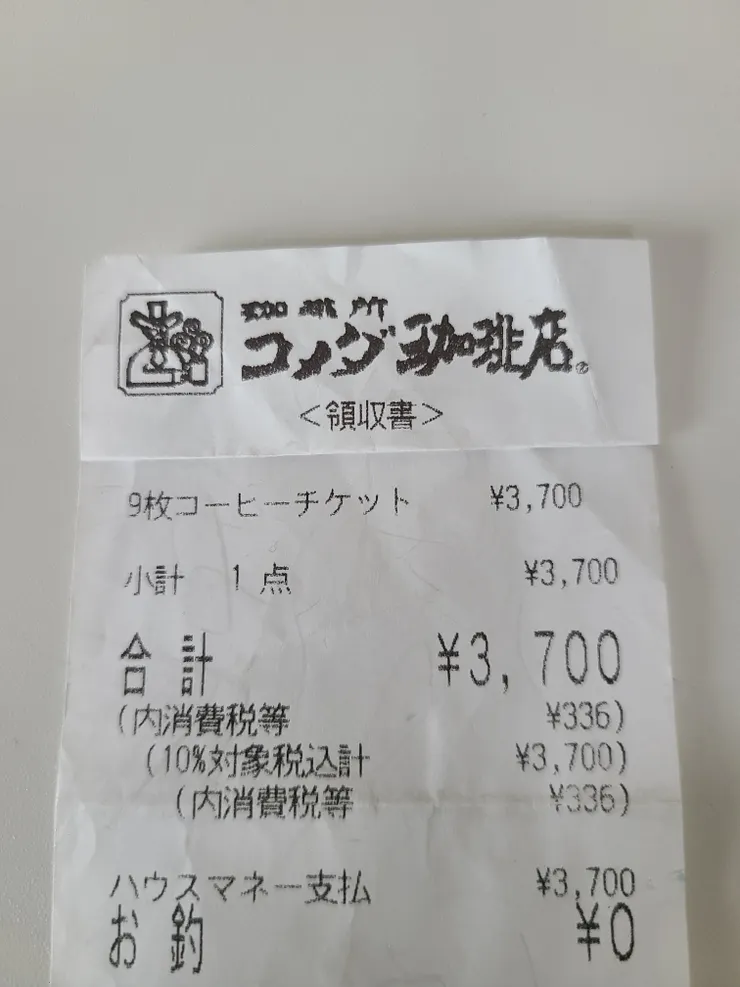 珈琲所
コメダ珈琲店®
<領収書>
9枚コーヒーチケット ¥3,700
小計 1点 ¥3,700
合計 ¥3,700
(内消費税等 ¥336)
(10%対象税込計 ¥3,700)
(内消費税等 ¥336)
ハウスマネー支払 ¥3,700
お釣 ¥0